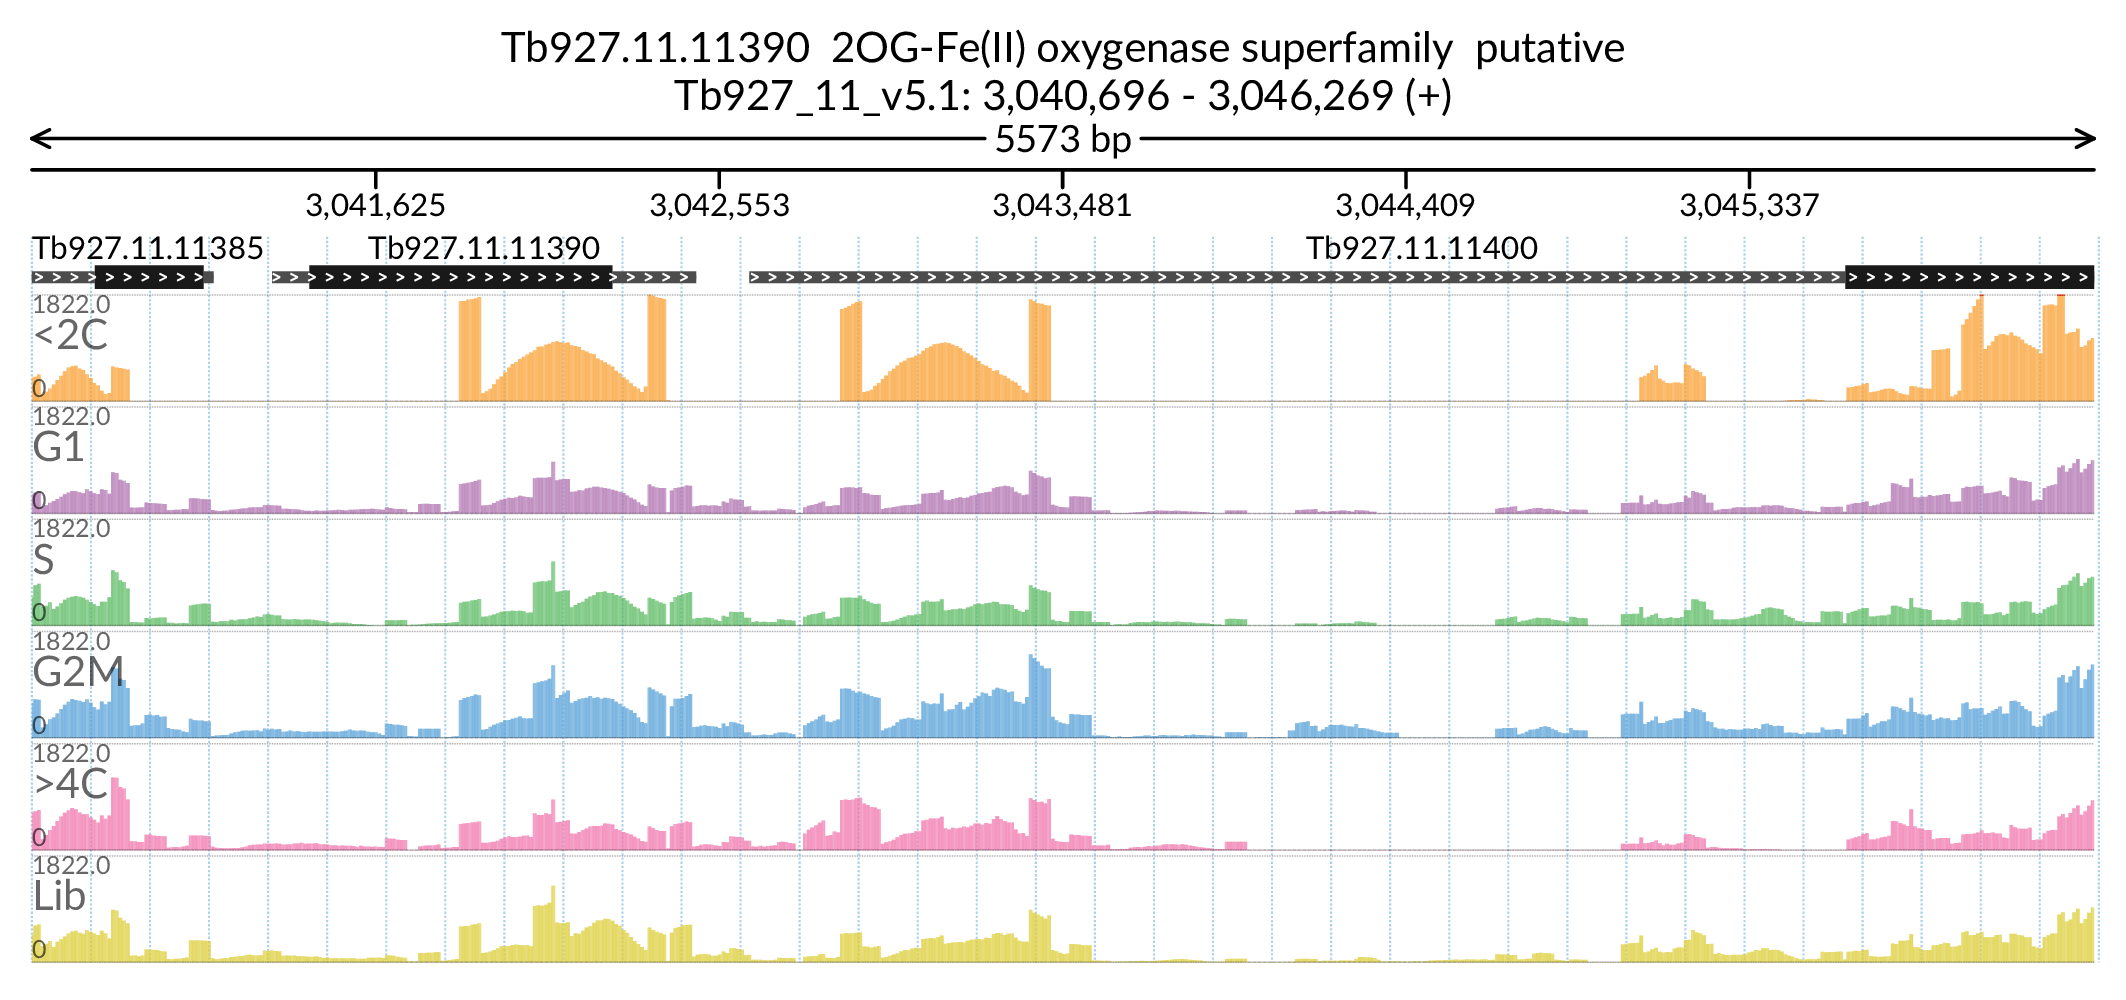 Tb927.11.11390  2OG-Fe(II) oxygenase superfamily  putative
Tb927_11_v5.1: 3,040,696 - 3,046,269 (+)
5573 bp
3,041,625 3,042,553 3,043,481 3,044,409 3,045,337
Tb927.11.11385 Tb927.11.11390 Tb927.11.11400
1822.0
<2C
0
1822.0
G1
0
1822.0
S
0
1822.0
G2M
0
1822.0
>4C
0
1822.0
Lib
0